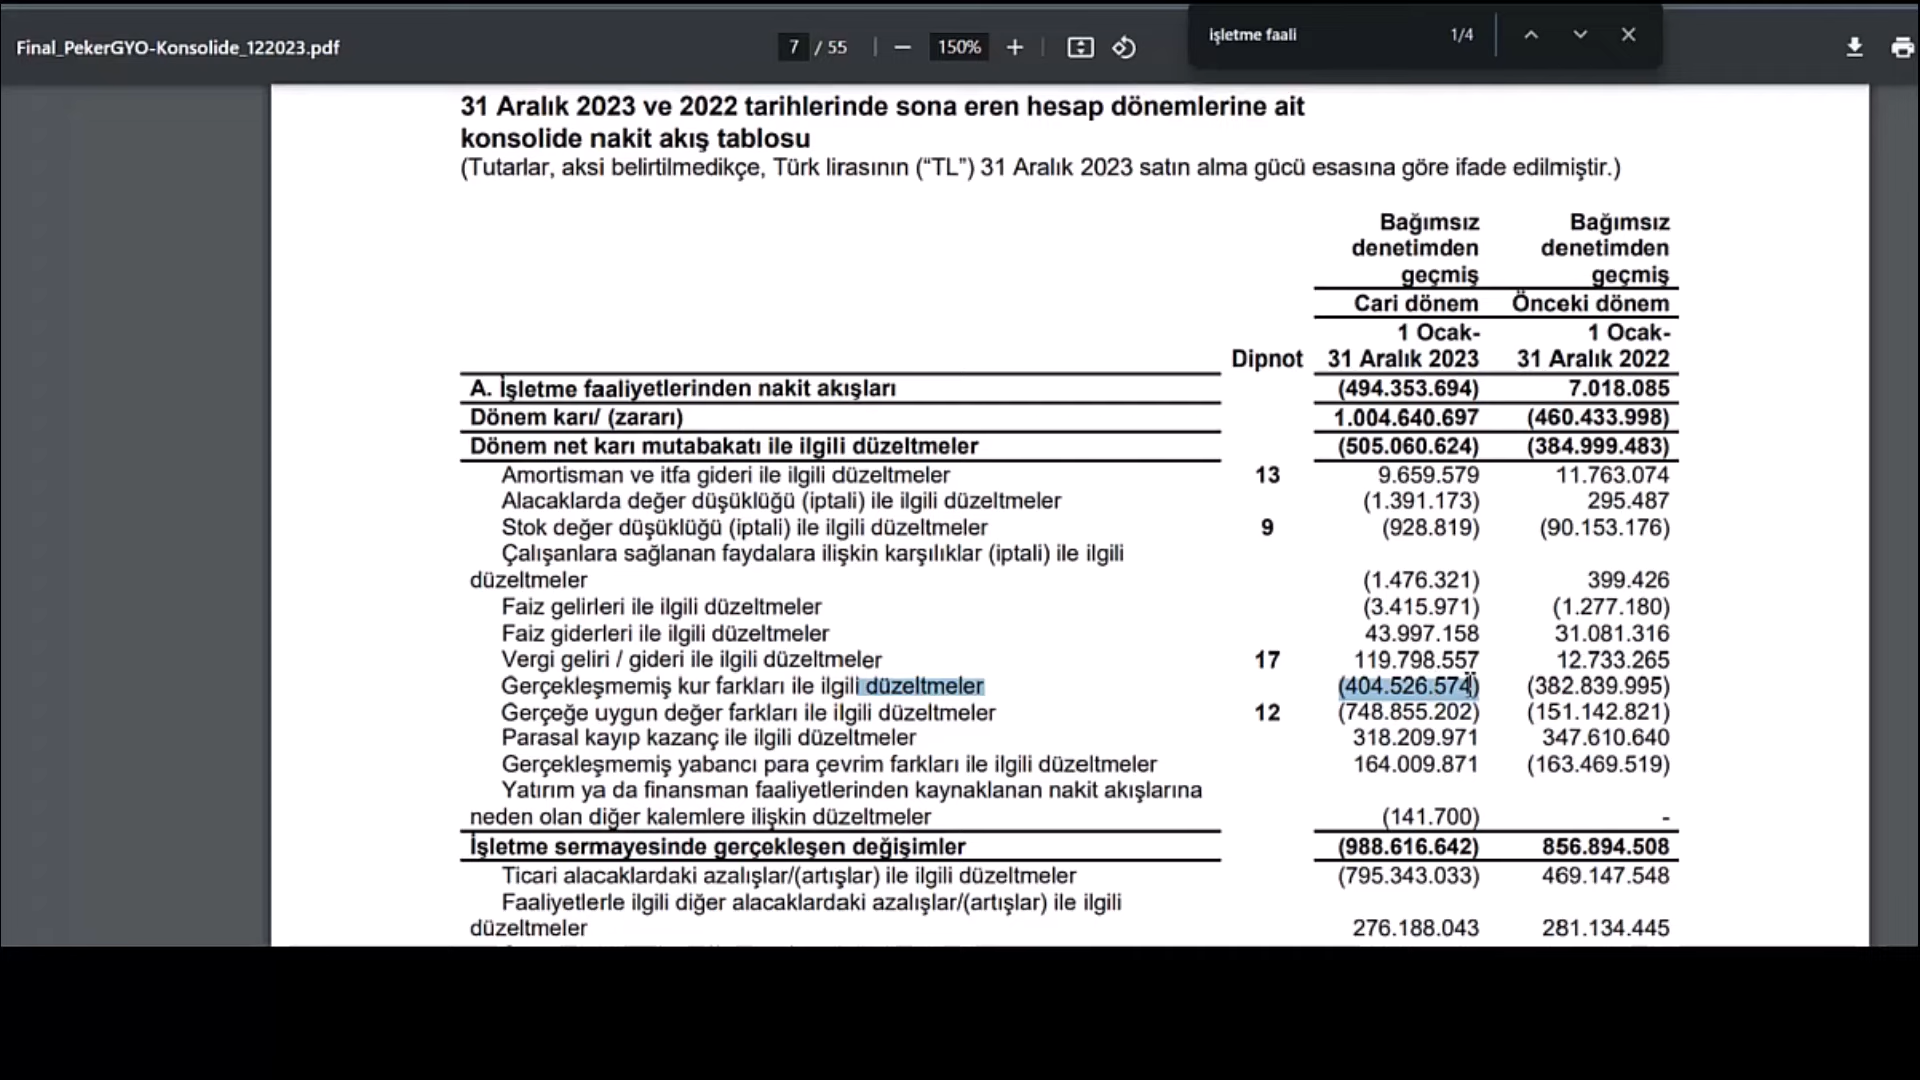 Final_PekerGYO-Konsolide_122023.pdf
7 / 55
150%
işletme faali
1/4
31 Aralık 2023 ve 2022 tarihlerinde sona eren hesap dönemlerine ait
konsolide nakit akış tablosu
(Tutarlar, aksi belirtilmedikçe, Türk lirasının (“TL”) 31 Aralık 2023 satın alma gücü esasına göre ifade edilmiştir.)
Bağımsız Bağımsız
denetimden denetimden
geçmiş geçmiş
Cari dönem Önceki dönem
1 Ocak- 1 Ocak-
Dipnot 31 Aralık 2023 31 Aralık 2022
A. İşletme faaliyetlerinden nakit akışları (494.353.694) 7.018.085
Dönem karı/ (zararı) 1.004.640.697 (460.433.998)
Dönem net karı mutabakatı ile ilgili düzeltmeler (505.060.624) (384.999.483)
Amortisman ve itfa gideri ile ilgili düzeltmeler 13 9.659.579 11.763.074
Alacaklarda değer düşüklüğü (iptali) ile ilgili düzeltmeler (1.391.173) 295.487
Stok değer düşüklüğü (iptali) ile ilgili düzeltmeler 9 (928.819) (90.153.176)
Çalışanlara sağlanan faydalara ilişkin karşılıklar (iptali) ile ilgili
düzeltmeler (1.476.321) 399.426
Faiz gelirleri ile ilgili düzeltmeler (3.415.971) (1.277.180)
Faiz giderleri ile ilgili düzeltmeler 43.997.158 31.081.316
Vergi geliri / gideri ile ilgili düzeltmeler 17 119.798.557 12.733.265
Gerçekleşmemiş kur farkları ile ilgili düzeltmeler (404.526.574) (382.839.995)
Gerçeğe uygun değer farkları ile ilgili düzeltmeler 12 (748.855.202) (151.142.821)
Parasal kayıp kazanç ile ilgili düzeltmeler 318.209.971 347.610.640
Gerçekleşmemiş yabancı para çevrim farkları ile ilgili düzeltmeler 164.009.871 (163.469.519)
Yatırım ya da finansman faaliyetlerinden kaynaklanan nakit akışlarına
neden olan diğer kalemlere ilişkin düzeltmeler (141.700) -
İşletme sermayesinde gerçekleşen değişimler (988.616.642) 856.894.508
Ticari alacaklardaki azalışlar/(artışlar) ile ilgili düzeltmeler (795.343.033) 469.147.548
Faaliyetlerle ilgili diğer alacaklardaki azalışlar/(artışlar) ile ilgili
düzeltmeler 276.188.043 281.134.445